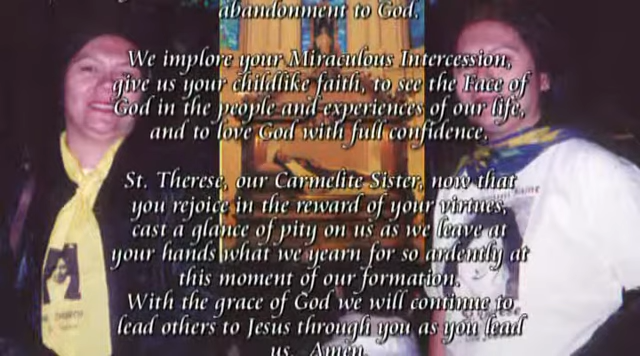 abandonment to God.
We implore your Miraculous Intercession,
give us your childlike faith, to see the Face of
God in the people and experiences of our life,
and to love God with full confidence.
St. Therese, our Carmelite Sister, now that
you rejoice in the reward of your virtues,
cast a glance of pity on us as we leave at
your hands what we yearn for so ardently at
this moment of our formation.
With the grace of God we will continue to
lead others to Jesus through you as you lead
us. Amen.